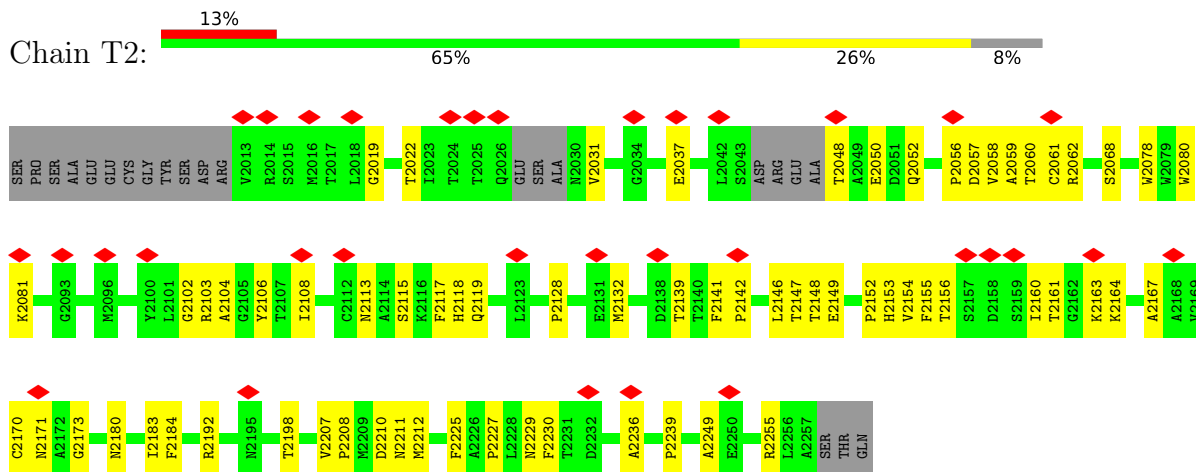 13%
Chain T2:
65% 26% 8%
SER PRO SER ALA GLU GLU CYS GLY TYR SER ASP ARG V2013 R2014 S2015 M2016 T2017 L2018 G2019 T2022 I2023 T2024 T2025 Q2026 GLU SER ALA N2030 V2031 G2034 E2037 L2042 S2043 ASP ARG GLU ALA T2048 A2049 E2050 D2051 Q2052 P2056 D2057 V2058 A2059 T2060 C2061 R2062 S2068 W2078 W2079 W2080
K2081 G2093 M2096 Y2100 L2101 G2102 R2103 A2104 G2105 Y2106 T2107 I2108 C2112 N2113 A2114 S2115 K2116 F2117 H2118 Q2119 L2123 P2128 E2131 M2132 D2138 T2139 T2140 F2141 P2142 L2146 T2147 T2148 E2149 P2152 H2153 V2154 F2155 T2156 S2157 D2158 S2159 I2160 T2161 G2162 K2163 K2164 A2167 A2168 V2169
C2170 N2171 A2172 G2173 N2180 I2183 F2184 R2192 N2195 T2198 V2207 P2208 M2209 D2210 N2211 M2212 F2225 A2226 P2227 L2228 N2229 F2230 T2231 D2232 A2236 P2239 A2249 E2250 R2255 L2256 A2257 SER THR GLN